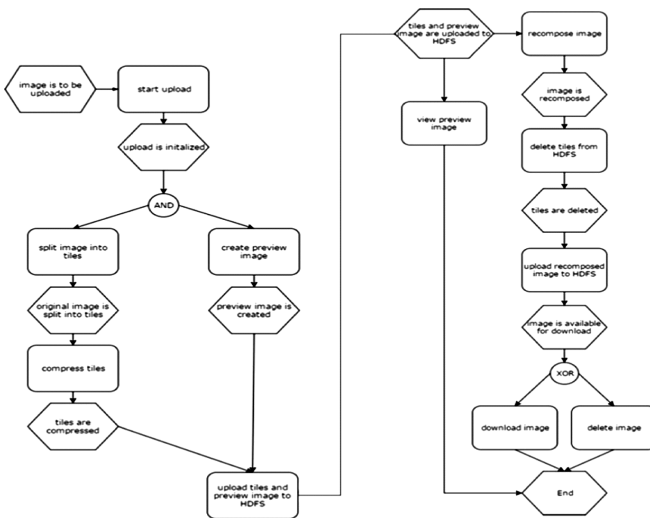 image is to be
uploaded
start upload
upload is initalized
AND
split image into
tiles
create preview
image
original image is
split into tiles
preview image is
created
compress tiles
tiles are
compressed
upload tiles and
preview image to
HDFS
tiles and preview
image are uploaded to
HDFS
view preview
image
recompose image
image is
recomposed
delete tiles from
HDFS
tiles are deleted
upload recomposed
image to HDFS
image is available
for download
XOR
download image
delete image
End